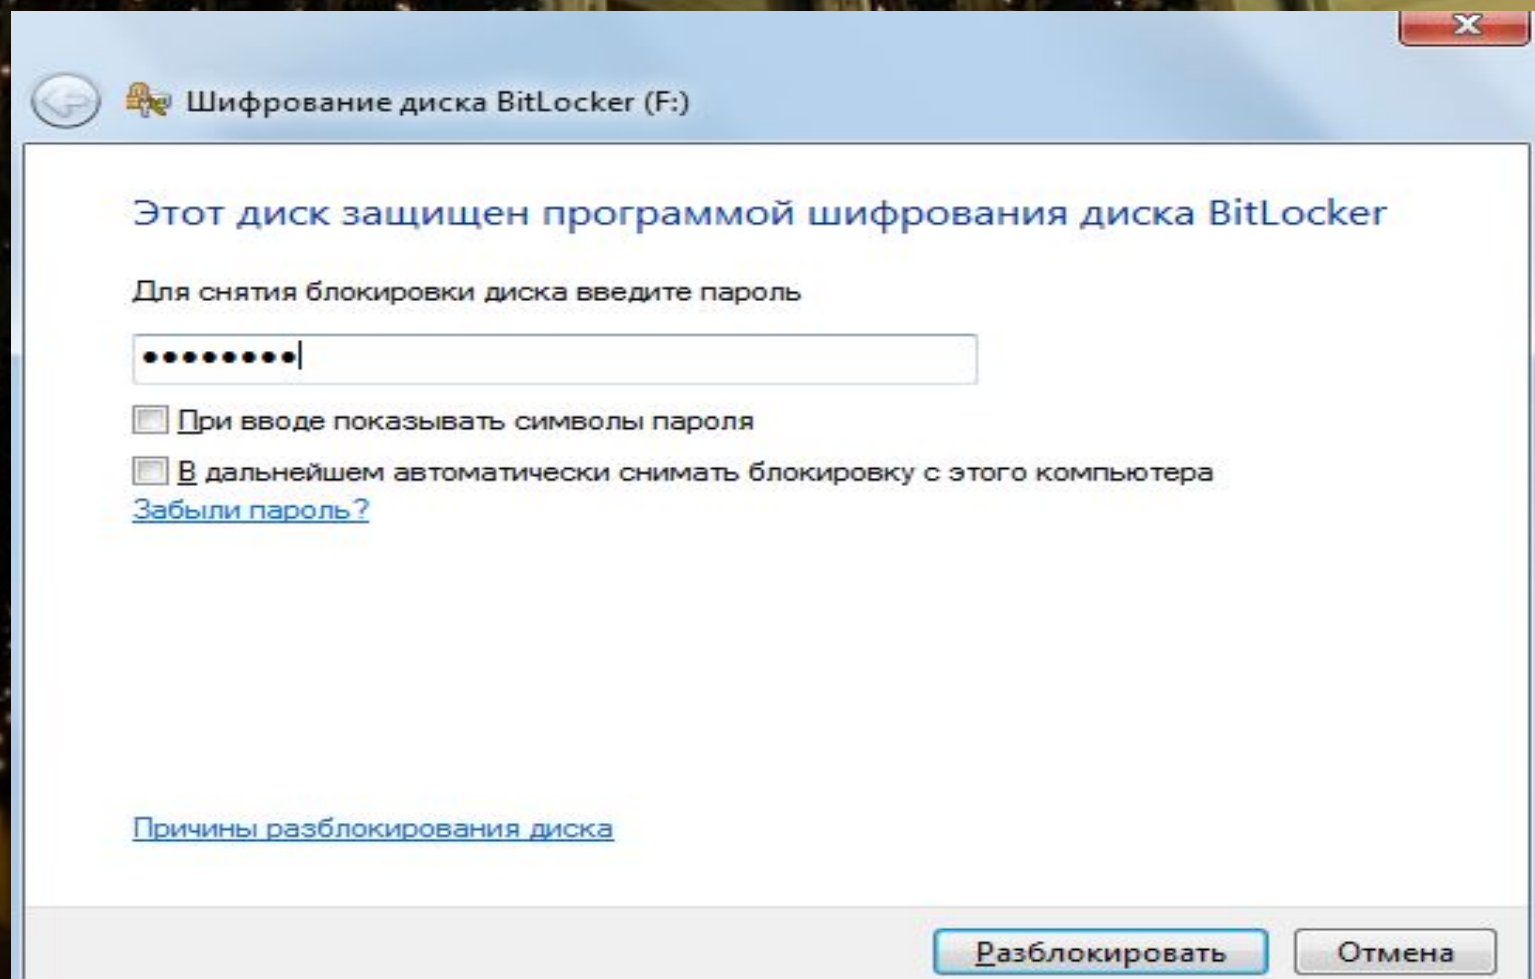 Шифрование диска BitLocker (F:)
Этот диск защищен программой шифрования диска BitLocker
Для снятия блокировки диска введите пароль
••••••••
При вводе показывать символы пароля
В дальнейшем автоматически снимать блокировку с этого компьютера
Забыли пароль?
Причины разблокирования диска
Разблокировать Отмена